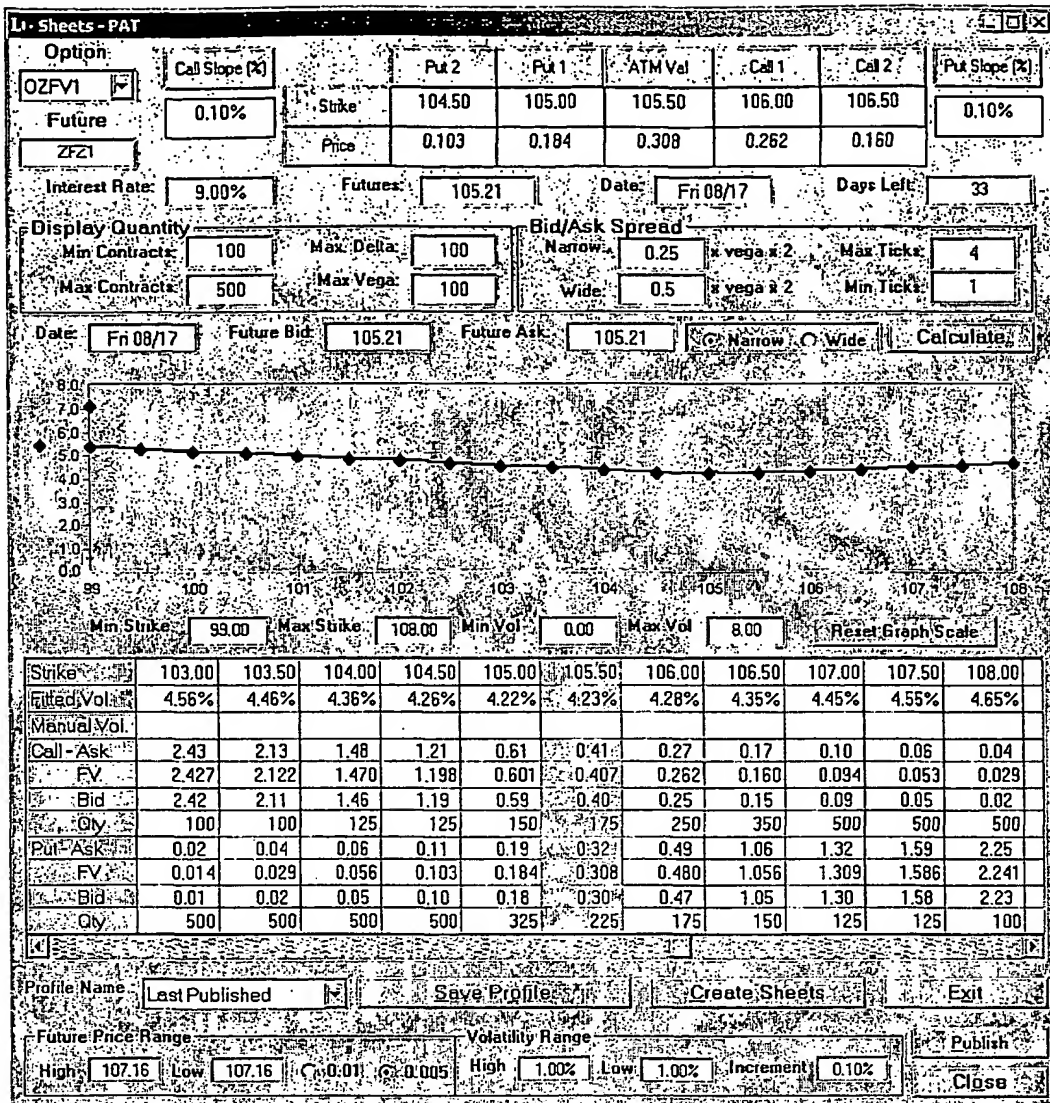 Sheets - PAT
Option
OZFV1
Future
ZFZ1
Call Slope (%)
0.10%
Put 2 Put 1 ATM Val Call 1 Call 2
Strike 104.50 105.00 105.50 106.00 106.50
Price 0.103 0.184 0.308 0.262 0.160
Put Slope (%)
0.10%
Interest Rate: 9.00% Futures: 105.21 Date: Fri 08/17 Days Left: 33
Display Quantity
Min Contracts: 100 Max. Delta: 100
Max Contracts: 500 Max Vega: 100
Bid/Ask Spread
Narrow: 0.25 x vega x 2 Max Ticks: 4
Wide: 0.5 x vega x 2 Min Ticks: 1
Date: Fri 08/17 Future Bid: 105.21 Future Ask: 105.21 Narrow Wide Calculate
8.0
7.0
6.0
5.0
4.0
3.0
2.0
1.0
0.0
99 100 101 102 103 104 105 106 107 108
Min Strike 99.00 Max Strike 108.00 Min Vol 0.00 Max Vol 8.00 Reset Graph Scale
Strike 103.00 103.50 104.00 104.50 105.00 105.50 106.00 106.50 107.00 107.50 108.00
Fitted Vol. 4.56% 4.46% 4.36% 4.26% 4.22% 4.23% 4.28% 4.35% 4.45% 4.55% 4.65%
Manual Vol.
Call - Ask 2.43 2.13 1.48 1.21 0.61 0.41 0.27 0.17 0.10 0.06 0.04
FV 2.427 2.122 1.470 1.198 0.601 0.407 0.262 0.160 0.094 0.053 0.029
Bid 2.42 2.11 1.46 1.19 0.59 0.40 0.25 0.15 0.09 0.05 0.02
Qty 100 100 125 125 150 175 250 350 500 500 500
Put - Ask 0.02 0.04 0.06 0.11 0.19 0.32 0.49 1.06 1.32 1.59 2.25
FV 0.014 0.029 0.056 0.103 0.184 0.308 0.480 1.056 1.309 1.586 2.241
Bid 0.01 0.02 0.05 0.10 0.18 0.30 0.47 1.05 1.30 1.58 2.23
Qty 500 500 500 500 325 225 175 150 125 125 100
Profile Name Last Published Save Profile Create Sheets Exit
Future Price Range
High 107.16 Low 107.16 0.01 0.005
Volatility Range
High 1.00% Low 1.00% Increment 0.10%
Publish
Close